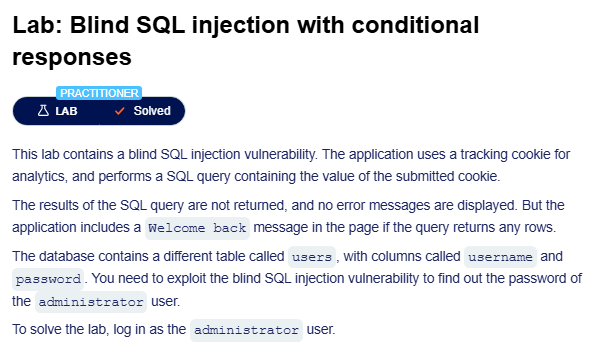 Lab: Blind SQL injection with conditional
responses
PRACTITIONER
LAB Solved
This lab contains a blind SQL injection vulnerability. The application uses a tracking cookie for
analytics, and performs a SQL query containing the value of the submitted cookie.
The results of the SQL query are not returned, and no error messages are displayed. But the
application includes a Welcome back message in the page if the query returns any rows.
The database contains a different table called users, with columns called username and
password. You need to exploit the blind SQL injection vulnerability to find out the password of
the administrator user.
To solve the lab, log in as the administrator user.